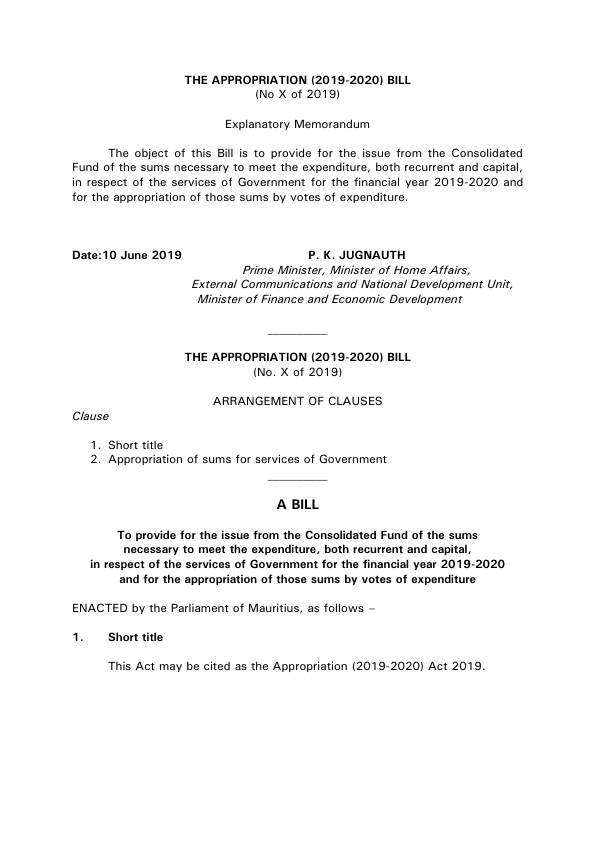 THE APPROPRIATION (2019-2020) BILL
(No X of 2019)
Explanatory Memorandum
The object of this Bill is to provide for the issue from the Consolidated
Fund of the sums necessary to meet the expenditure, both recurrent and capital,
in respect of the services of Government for the financial year 2019-2020 and
for the appropriation of those sums by votes of expenditure.
Date:10 June 2019 P. K. JUGNAUTH
Prime Minister, Minister of Home Affairs,
External Communications and National Development Unit,
Minister of Finance and Economic Development
__________
THE APPROPRIATION (2019-2020) BILL
(No. X of 2019)
ARRANGEMENT OF CLAUSES
Clause
1. Short title
2. Appropriation of sums for services of Government
__________
A BILL
To provide for the issue from the Consolidated Fund of the sums
necessary to meet the expenditure, both recurrent and capital,
in respect of the services of Government for the financial year 2019-2020
and for the appropriation of those sums by votes of expenditure
ENACTED by the Parliament of Mauritius, as follows –
1. Short title
This Act may be cited as the Appropriation (2019-2020) Act 2019.